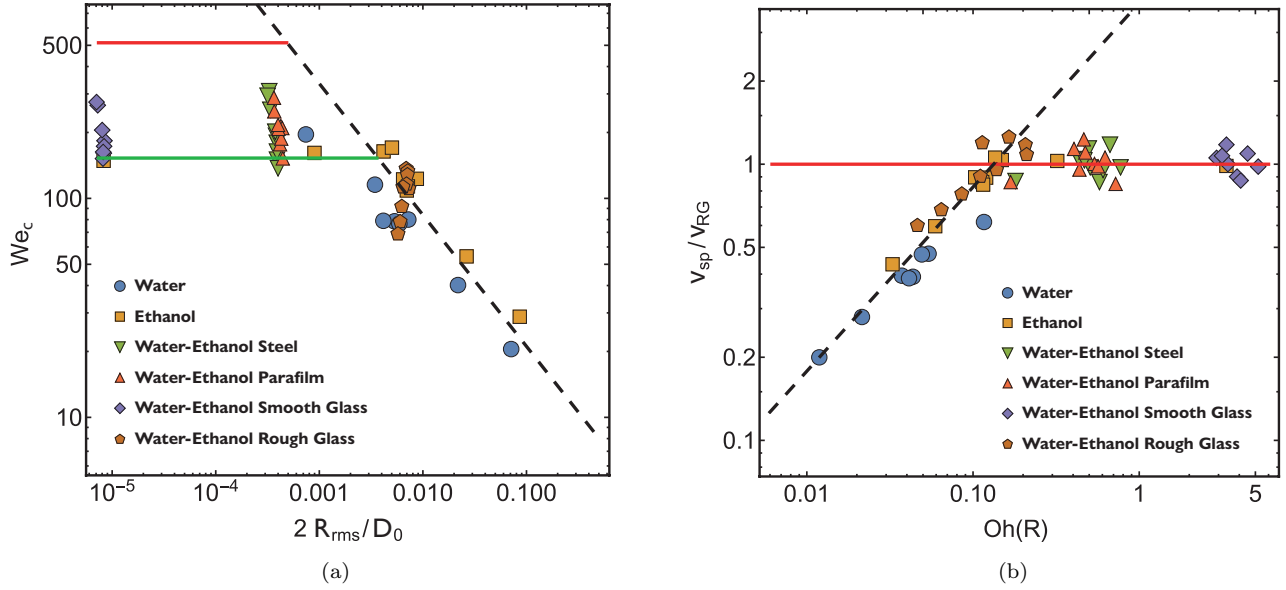 We_c
500
100
50
10
Water
Ethanol
Water-Ethanol Steel
Water-Ethanol Parafilm
Water-Ethanol Smooth Glass
Water-Ethanol Rough Glass
10⁻⁵
10⁻⁴
0.001
0.010
0.100
2 R_rms/D_0
(a)
v_sp/v_RG
2
1
0.5
0.2
0.1
Water
Ethanol
Water-Ethanol Steel
Water-Ethanol Parafilm
Water-Ethanol Smooth Glass
Water-Ethanol Rough Glass
0.01
0.10
1
5
Oh(R)
(b)